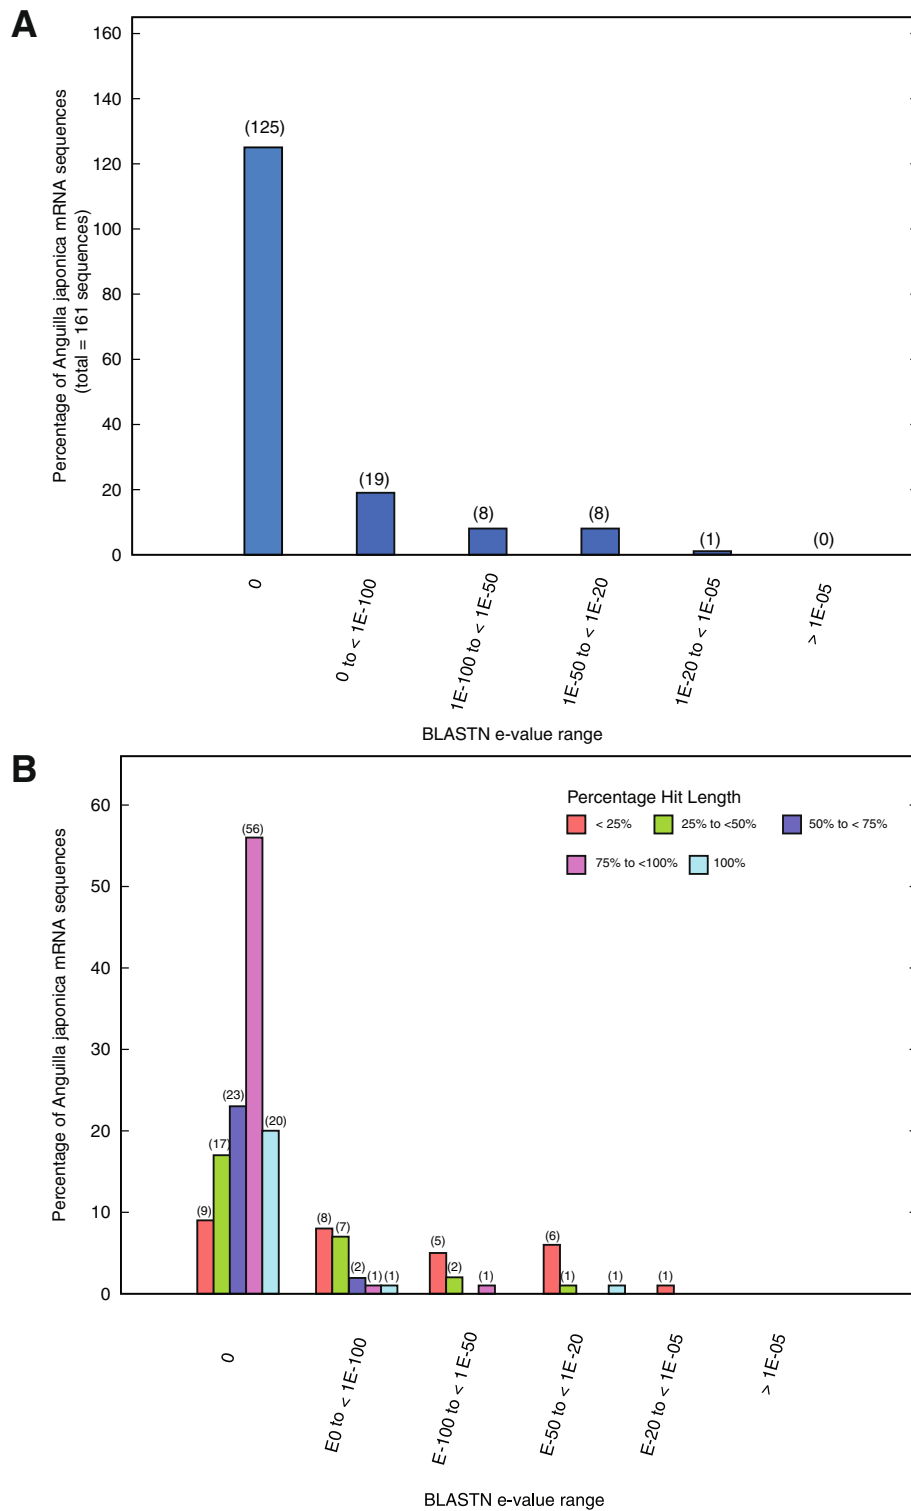 A
Percentage of Anguilla japonica mRNA sequences
(total = 161 sequences)
160
140
120
100
80
60
40
20
0
(125)
(19)
(8)
(8)
(1)
(0)
0
0 to < 1E-100
1E-100 to < 1E-50
1E-50 to < 1E-20
1E-20 to < 1E-05
> 1E-05
BLASTN e-value range
B
Percentage of Anguilla japonica mRNA sequences
60
50
40
30
20
10
0
Percentage Hit Length
< 25% 25% to <50% 50% to < 75%
75% to <100% 100%
(9) (17) (23) (56) (20)
(8) (7) (2) (1) (1)
(5) (2) (1)
(6) (1) (1)
(1)
0
E0 to < 1E-100
E-100 to < 1E-50
E-50 to < 1E-20
E-20 to < 1E-05
> 1E-05
BLASTN e-value range